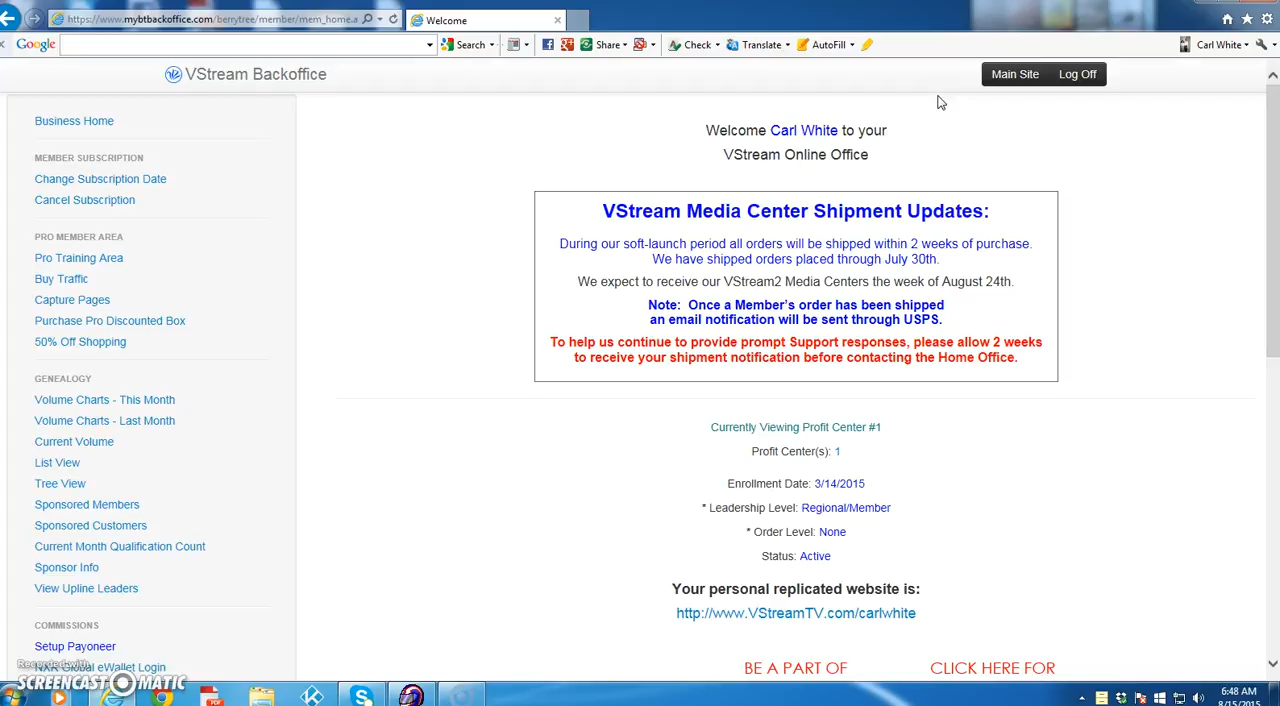 https://www.mybtbackoffice.com/berrytree/member/mem_home.a
Welcome
Google
Search
Share
Check
Translate
AutoFill
Carl White
VStream Backoffice
Main Site
Log Off
Business Home
MEMBER SUBSCRIPTION
Change Subscription Date
Cancel Subscription
PRO MEMBER AREA
Pro Training Area
Buy Traffic
Capture Pages
Purchase Pro Discounted Box
50% Off Shopping
GENEALOGY
Volume Charts - This Month
Volume Charts - Last Month
Current Volume
List View
Tree View
Sponsored Members
Sponsored Customers
Current Month Qualification Count
Sponsor Info
View Upline Leaders
COMMISSIONS
Setup Payoneer
NXR Global eWallet Login
Welcome Carl White to your
VStream Online Office
VStream Media Center Shipment Updates:
During our soft-launch period all orders will be shipped within 2 weeks of purchase.
We have shipped orders placed through July 30th.
We expect to receive our VStream2 Media Centers the week of August 24th.
Note: Once a Member's order has been shipped
an email notification will be sent through USPS.
To help us continue to provide prompt Support responses, please allow 2 weeks
to receive your shipment notification before contacting the Home Office.
Currently Viewing Profit Center #1
Profit Center(s): 1
Enrollment Date: 3/14/2015
* Leadership Level: Regional/Member
* Order Level: None
Status: Active
Your personal replicated website is:
http://www.VStreamTV.com/carlwhite
BE A PART OF
CLICK HERE FOR
Recorded with
SCREENCAST-O-MATIC
6:48 AM
8/15/2015